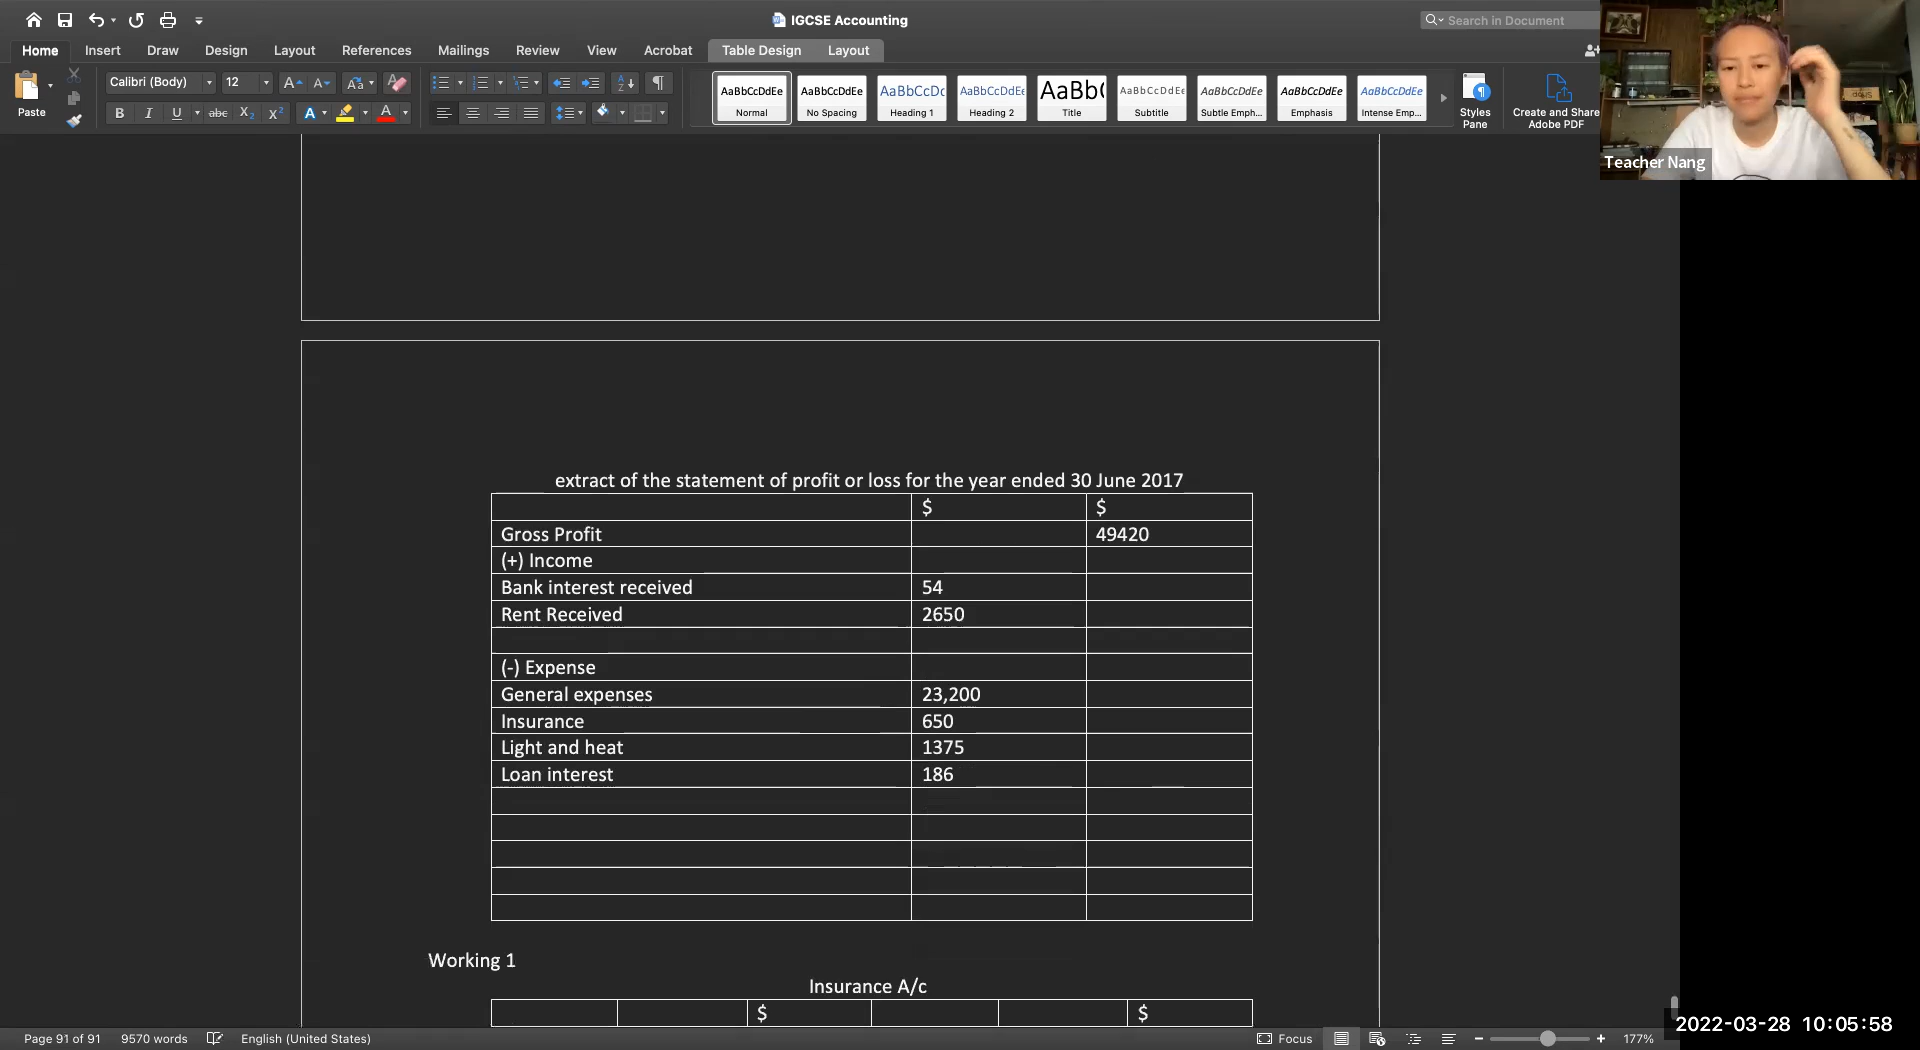 IGCSE Accounting
Search in Document
Home Insert Draw Design Layout References Mailings Review View Acrobat Table Design Layout
Paste
Calibri (Body) 12
AaBbCcDdEe AaBbCcDdEe AaBbCcDc AaBbCcDdEe AaBb( AaBbCcDdEe AaBbCcDdEe AaBbCcDdEe AaBbCcDdEe
Normal No Spacing Heading 1 Heading 2 Title Subtitle Subtle Emph... Emphasis Intense Emp...
Styles Pane
Create and Share Adobe PDF
Teacher Nang
extract of the statement of profit or loss for the year ended 30 June 2017
$ $
Gross Profit 49420
(+) Income
Bank interest received 54
Rent Received 2650
(-) Expense
General expenses 23,200
Insurance 650
Light and heat 1375
Loan interest 186
Working 1
Insurance A/c
$ $
Page 91 of 91 9570 words English (United States) Focus 177%
2022-03-28 10:05:58